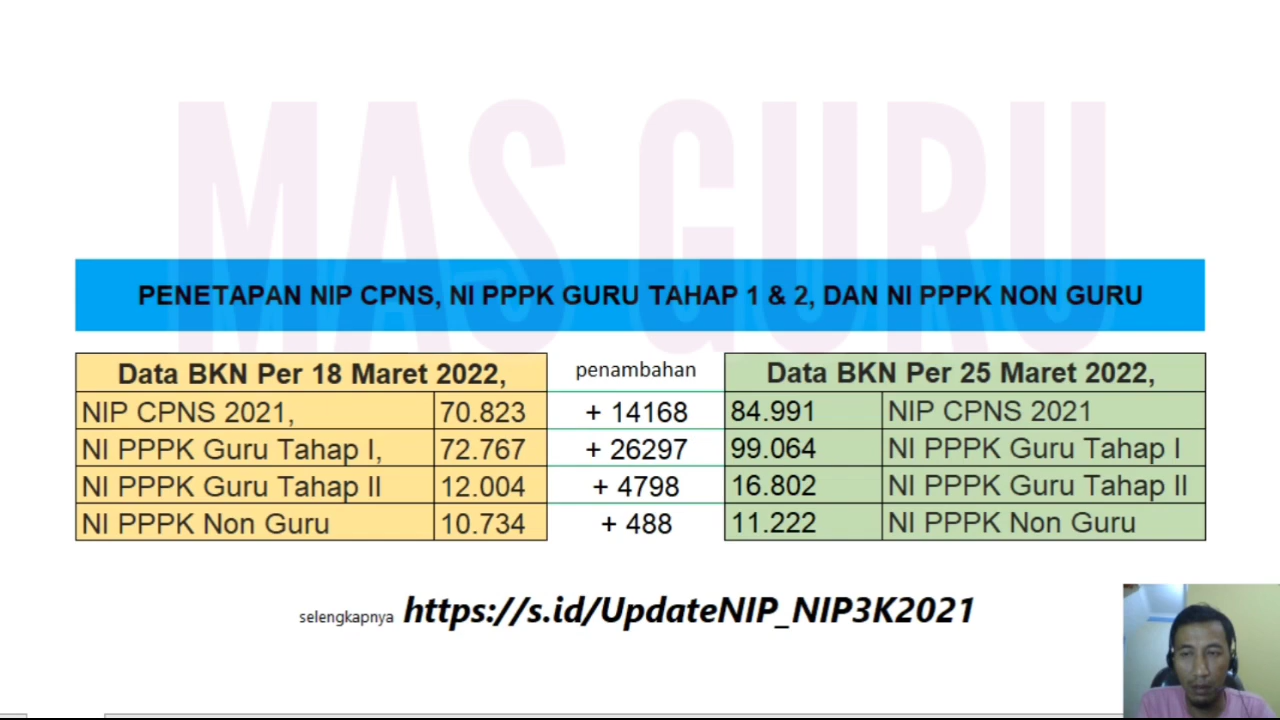 MAS GURU
PENETAPAN NIP CPNS, NI PPPK GURU TAHAP 1 & 2, DAN NI PPPK NON GURU
Data BKN Per 18 Maret 2022, penambahan Data BKN Per 25 Maret 2022,
NIP CPNS 2021, 70.823 + 14168 84.991 NIP CPNS 2021
NI PPPK Guru Tahap I, 72.767 + 26297 99.064 NI PPPK Guru Tahap I
NI PPPK Guru Tahap II 12.004 + 4798 16.802 NI PPPK Guru Tahap II
NI PPPK Non Guru 10.734 + 488 11.222 NI PPPK Non Guru
selengkapnya https://s.id/UpdateNIP_NIP3K2021